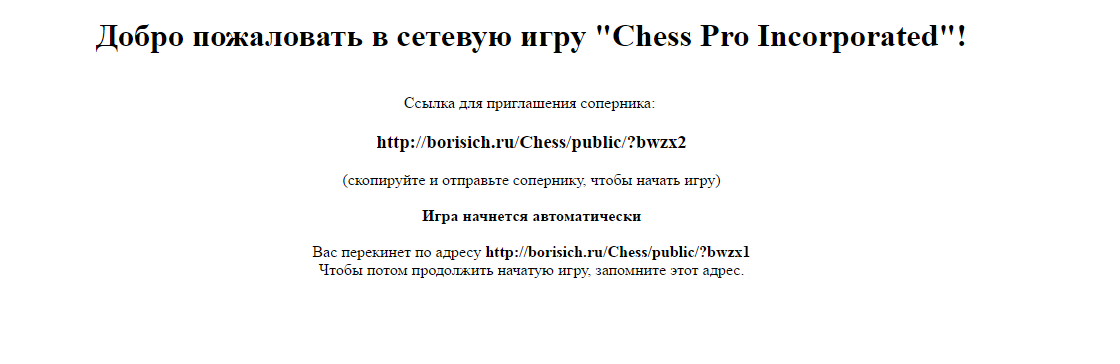 Добро пожаловать в сетевую игру "Chess Pro Incorporated"!
Ссылка для приглашения соперника:
http://borisich.ru/Chess/public/?bwzx2
(скопируйте и отправьте сопернику, чтобы начать игру)
Игра начнется автоматически
Вас перекинет по адресу http://borisich.ru/Chess/public/?bwzx1
Чтобы потом продолжить начатую игру, запомните этот адрес.